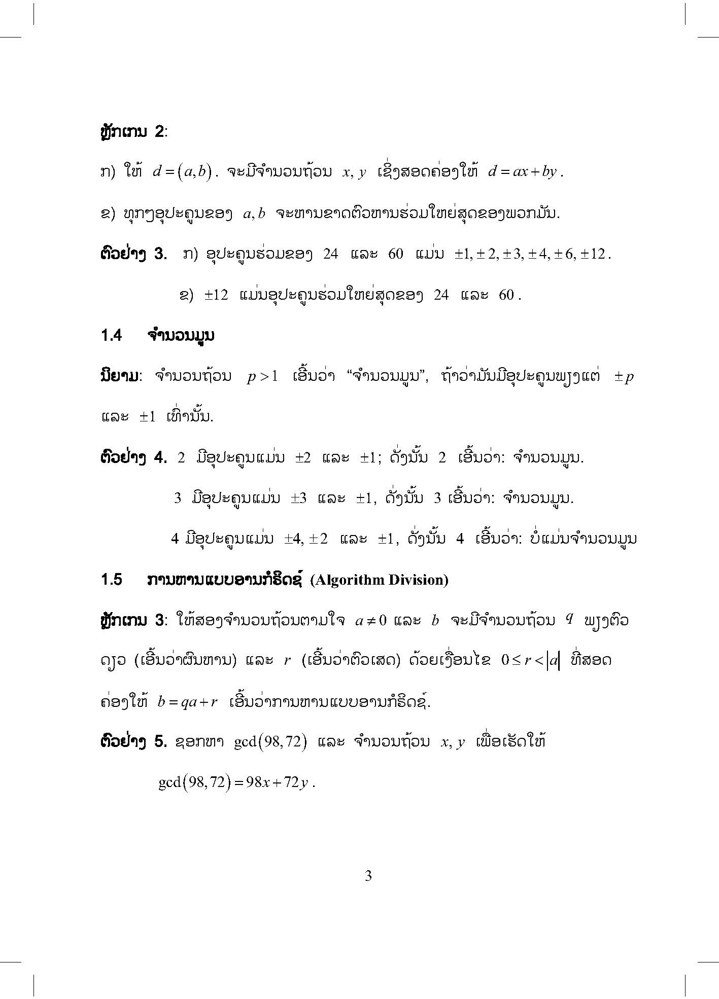 ຫຼັກເກນ 2:
ກ) ໃຫ້ d = (a,b). ຈະມີຈຳນວນຖ້ວນ x, y ເຊິ່ງສອດຄ່ອງໃຫ້ d = ax + by.
ຂ) ທຸກໆອຸປະຄູນຂອງ a,b ຈະຫານຂາດຕົວຫານຮ່ວມໃຫຍ່ສຸດຂອງພວກມັນ.
ຕົວຢ່າງ 3. ກ) ອຸປະຄູນຮ່ວມຂອງ 24 ແລະ 60 ແມ່ນ ±1, ±2, ±3, ±4, ±6, ±12.
ຂ) ±12 ແມ່ນອຸປະຄູນຮ່ວມໃຫຍ່ສຸດຂອງ 24 ແລະ 60.
1.4 ຈຳນວນມູນ
ນິຍາມ: ຈຳນວນຖ້ວນ p > 1 ເອີ້ນວ່າ “ຈຳນວນມູນ”, ຖ້າວ່າມັນມີອຸປະຄູນພຽງແຕ່ ±p
ແລະ ±1 ເທົ່ານັ້ນ.
ຕົວຢ່າງ 4. 2 ມີອຸປະຄູນແມ່ນ ±2 ແລະ ±1; ດັ່ງນັ້ນ 2 ເອີ້ນວ່າ: ຈຳນວນມູນ.
3 ມີອຸປະຄູນແມ່ນ ±3 ແລະ ±1, ດັ່ງນັ້ນ 3 ເອີ້ນວ່າ: ຈຳນວນມູນ.
4 ມີອຸປະຄູນແມ່ນ ±4, ±2 ແລະ ±1, ດັ່ງນັ້ນ 4 ເອີ້ນວ່າ: ບໍ່ແມ່ນຈຳນວນມູນ
1.5 ການຫານແບບອານກໍຣິດຊ໌ (Algorithm Division)
ຫຼັກເກນ 3: ໃຫ້ສອງຈຳນວນຖ້ວນຕາມໃຈ a ≠ 0 ແລະ b ຈະມີຈຳນວນຖ້ວນ q ພຽງຕົວ
ດຽວ (ເອີ້ນວ່າຜົນຫານ) ແລະ r (ເອີ້ນວ່າຕົວເສດ) ດ້ວຍເງື່ອນໄຂ 0 ≤ r < |a| ທີ່ສອດ
ຄ່ອງໃຫ້ b = qa + r ເອີ້ນວ່າການຫານແບບອານກໍຣິດຊ໌.
ຕົວຢ່າງ 5. ຊອກຫາ gcd(98,72) ແລະ ຈຳນວນຖ້ວນ x, y ເພື່ອເຮັດໃຫ້
gcd(98,72) = 98x + 72y.
3